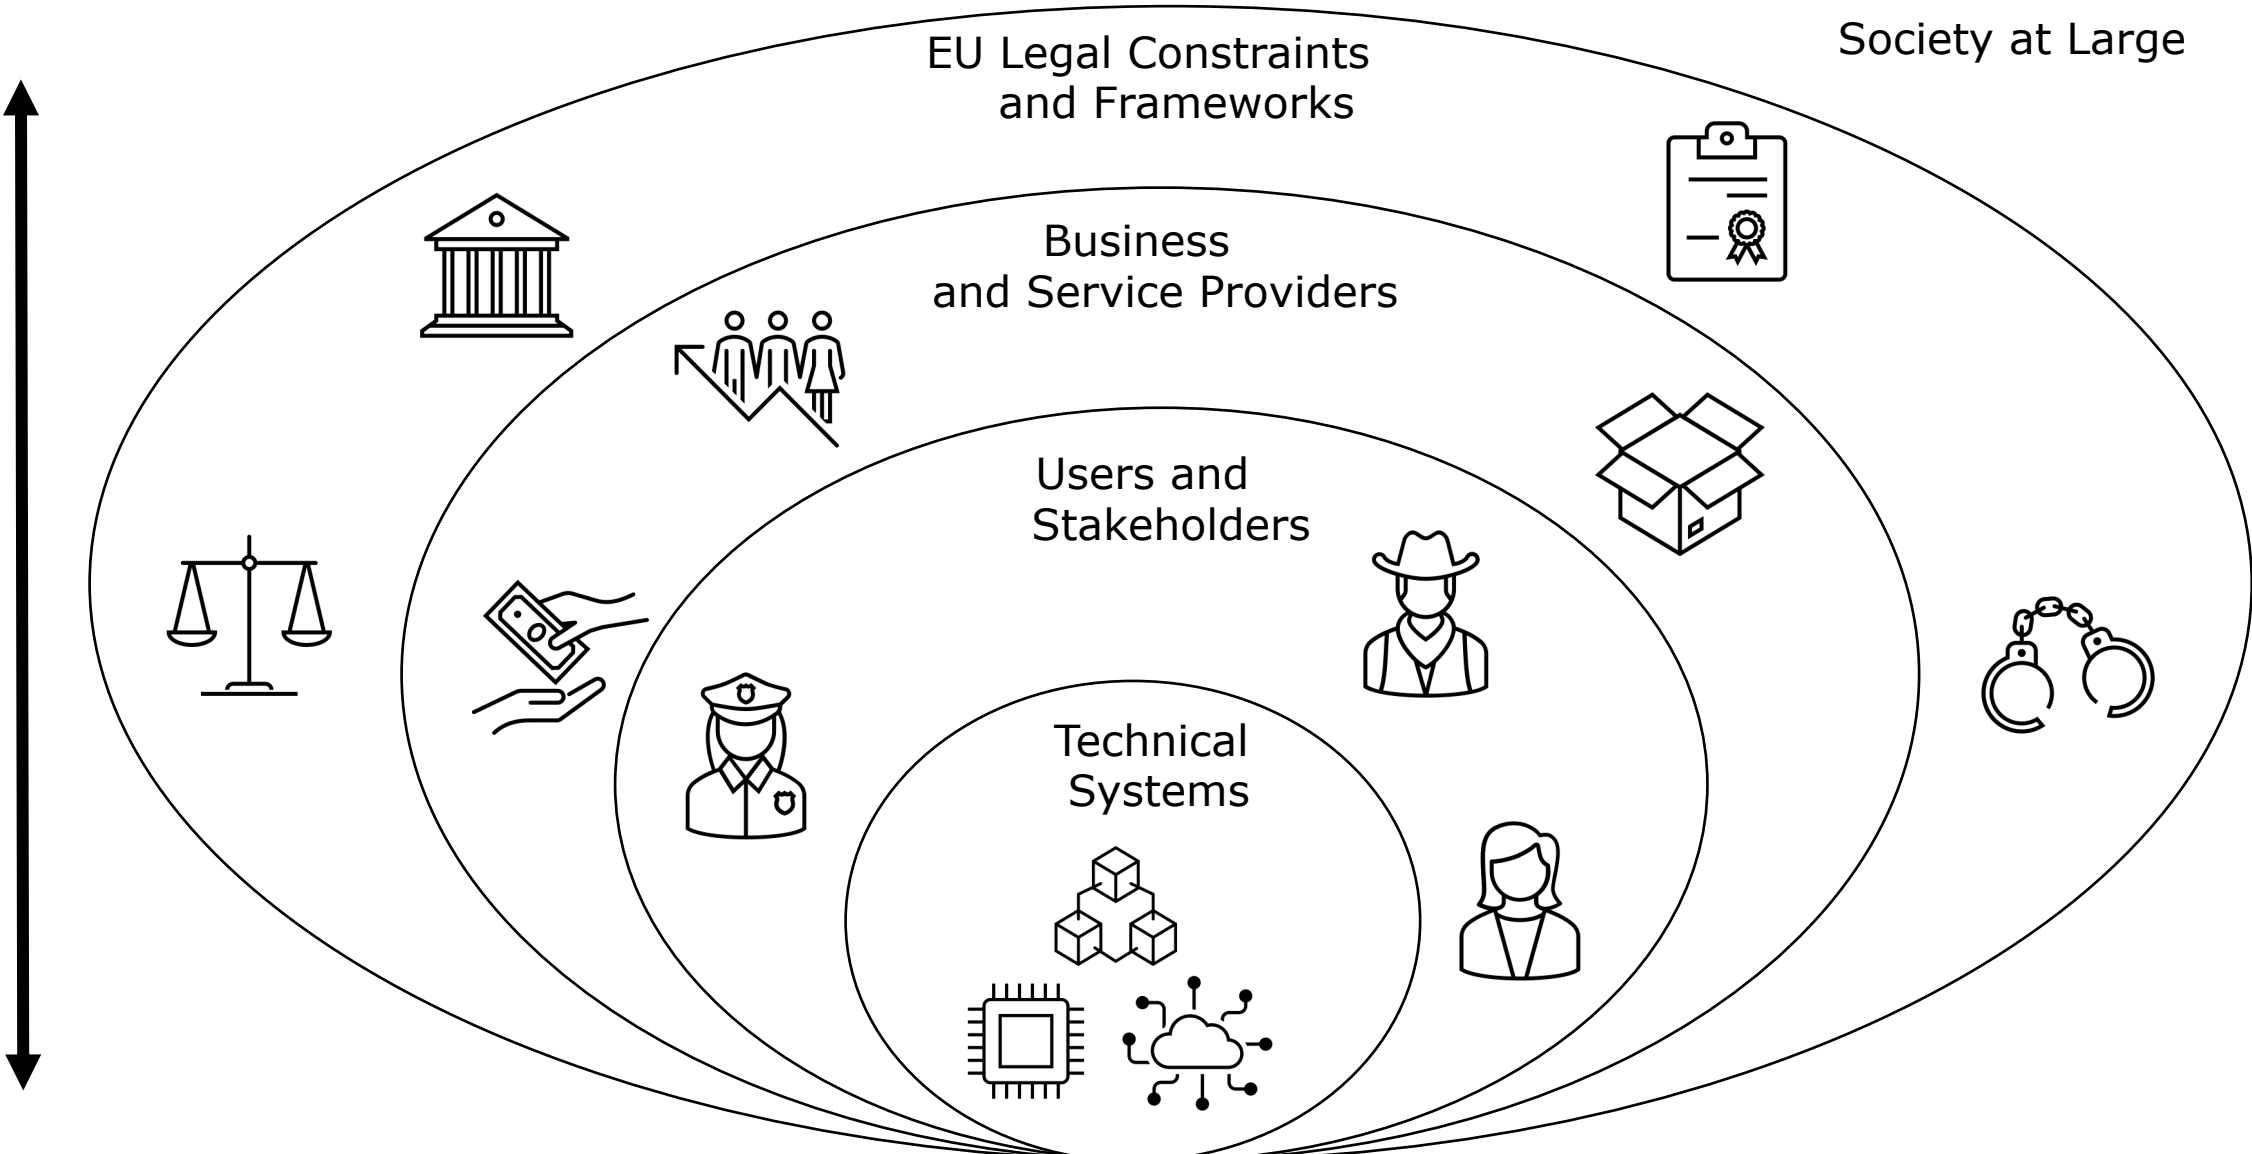 Society at Large
EU Legal Constraints
and Frameworks
Business
and Service Providers
Users and
Stakeholders
Technical
Systems